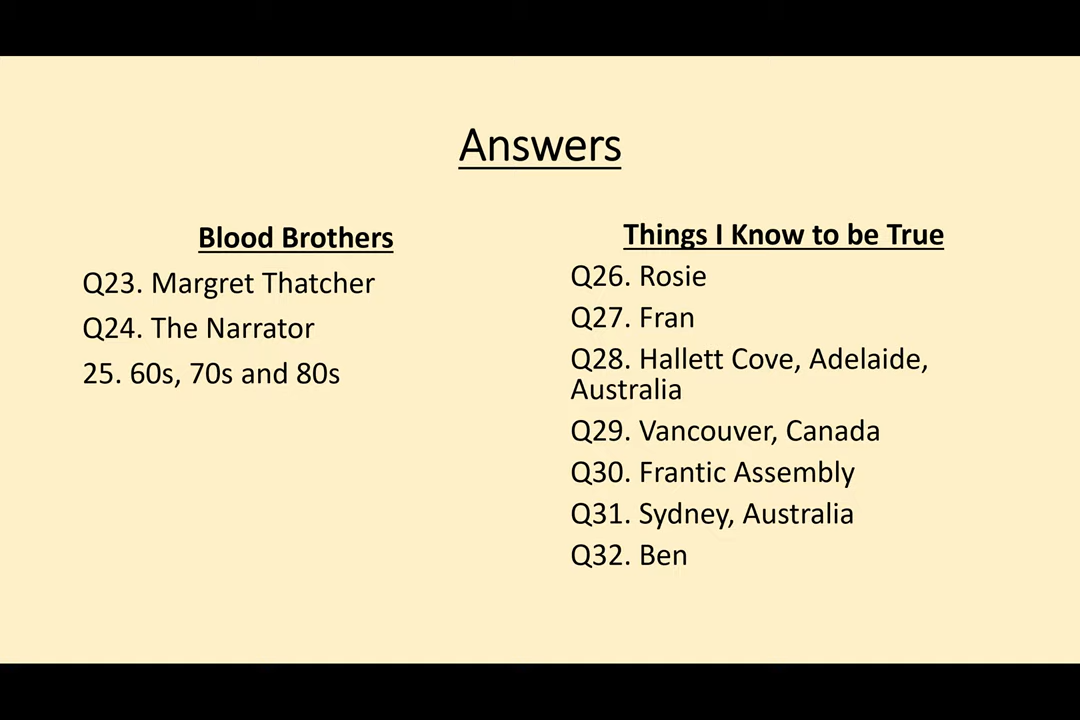 Answers
Blood Brothers
Q23. Margret Thatcher
Q24. The Narrator
25. 60s, 70s and 80s
Things I Know to be True
Q26. Rosie
Q27. Fran
Q28. Hallett Cove, Adelaide,
Australia
Q29. Vancouver, Canada
Q30. Frantic Assembly
Q31. Sydney, Australia
Q32. Ben